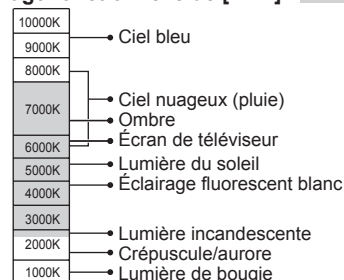 10000K
Ciel bleu
9000K
8000K
Ciel nuageux (pluie)
7000K
Ombre
Écran de téléviseur
6000K
Lumière du soleil
5000K
Éclairage fluorescent blanc
4000K
3000K
Lumière incandescente
2000K
Crépuscule/aurore
1000K
Lumière de bougie